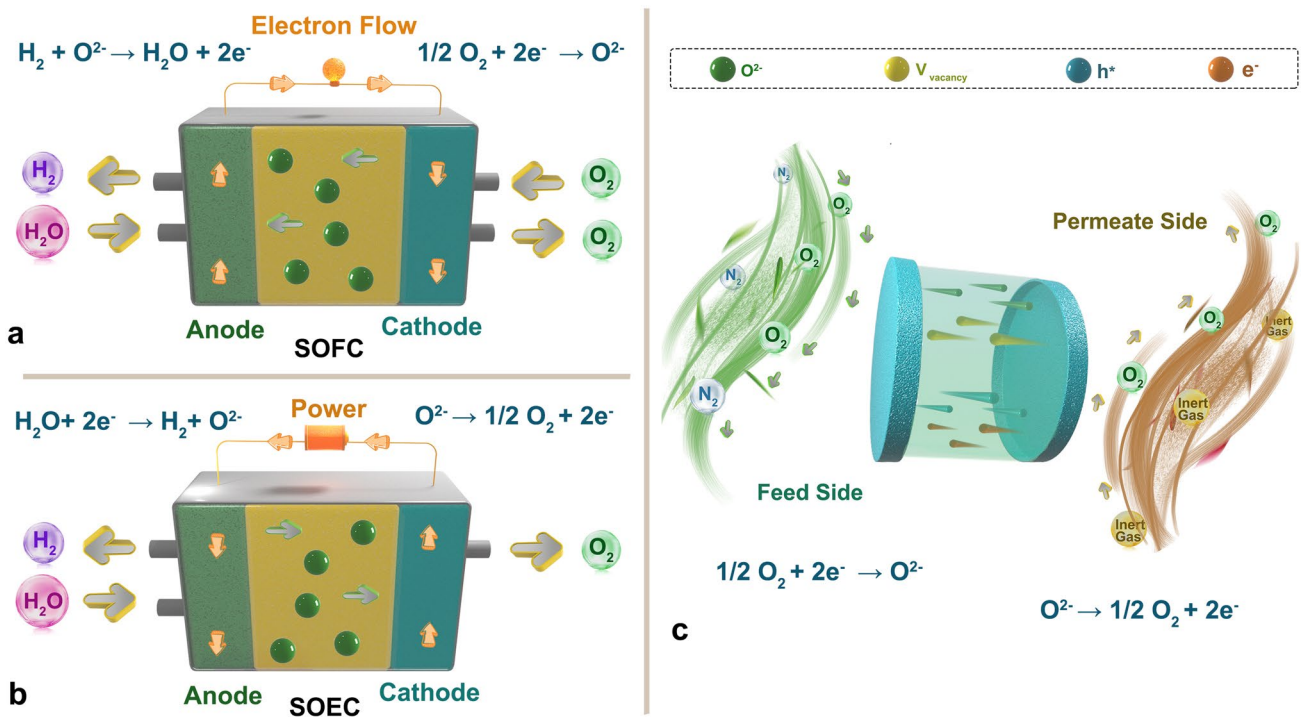 Electron Flow
H₂ + O²⁻ → H₂O + 2e⁻
1/2 O₂ + 2e⁻ → O²⁻
H₂
O₂
H₂O
O₂
Anode
Cathode
SOFC
a
Power
H₂O+ 2e⁻ → H₂+ O²⁻
O²⁻ → 1/2 O₂ + 2e⁻
H₂
O₂
H₂O
Anode
Cathode
SOEC
b
O²⁻
V vacancy
h*
e⁻
N₂
O₂
O₂
N₂
O₂
N₂
Feed Side
1/2 O₂ + 2e⁻ → O²⁻
Permeate Side
O₂
O₂
Inert
Gas
O₂
Inert
Gas
Inert
Gas
O²⁻ → 1/2 O₂ + 2e⁻
c